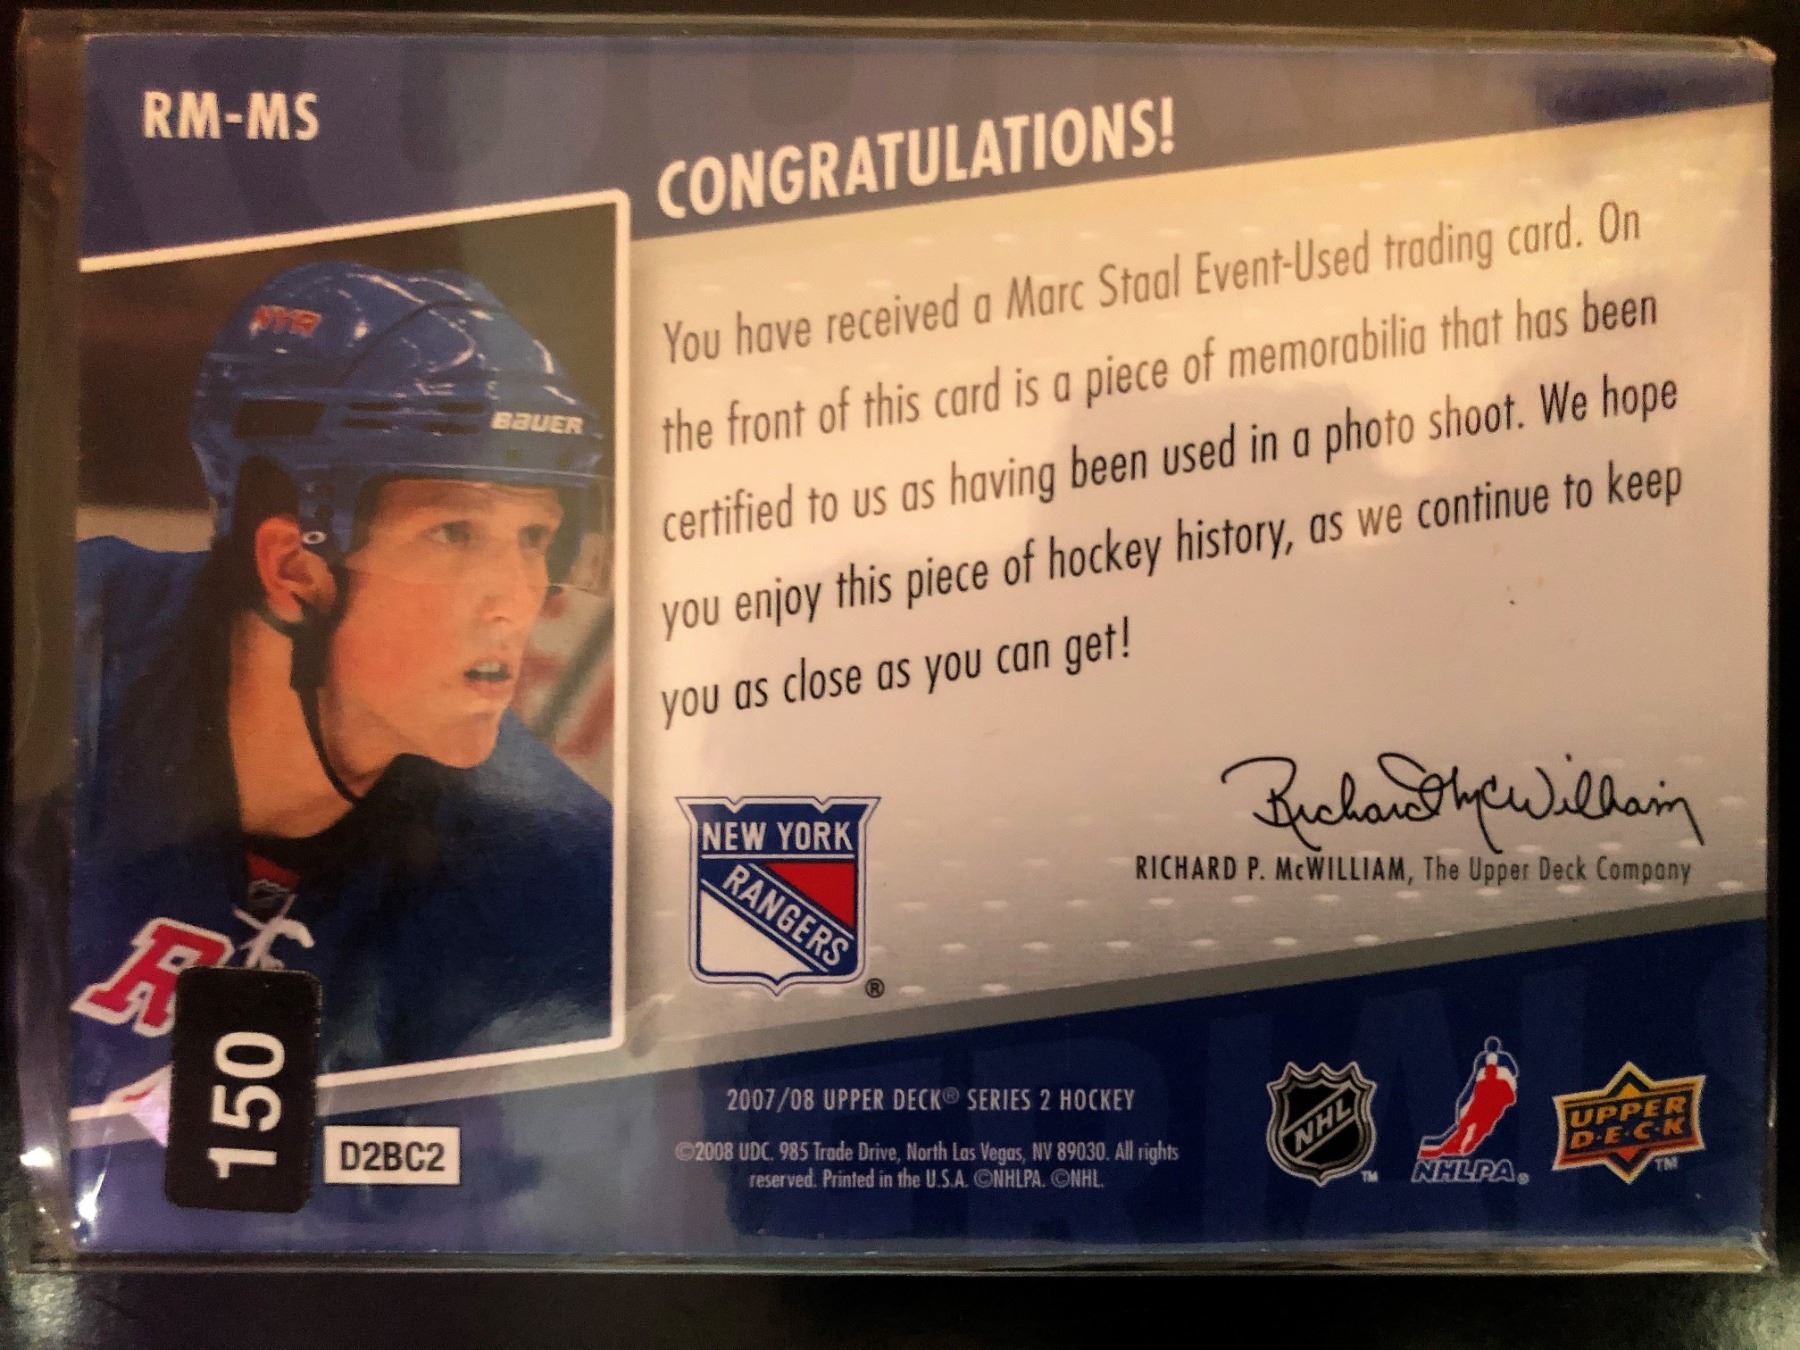 RM-MS
CONGRATULATIONS!
You have received a Marc Staal Event-Used trading card. On
the front of this card is a piece of memorabilia that has been
certified to us as having been used in a photo shoot. We hope
you enjoy this piece of hockey history, as we continue to keep
you as close as you can get!
NYR
BAUER
R
Richard P. McWilliam
RICHARD P. McWILLIAM, The Upper Deck Company
NEW YORK
RANGERS
®
150
D2BC2
2007/08 UPPER DECK® SERIES 2 HOCKEY
©2008 UDC. 985 Trade Drive, North Las Vegas, NV 89030. All rights
reserved. Printed in the U.S.A. ©NHLPA. ©NHL.
NHL TM
NHLPA®
UPPER
D·E·C·K TM